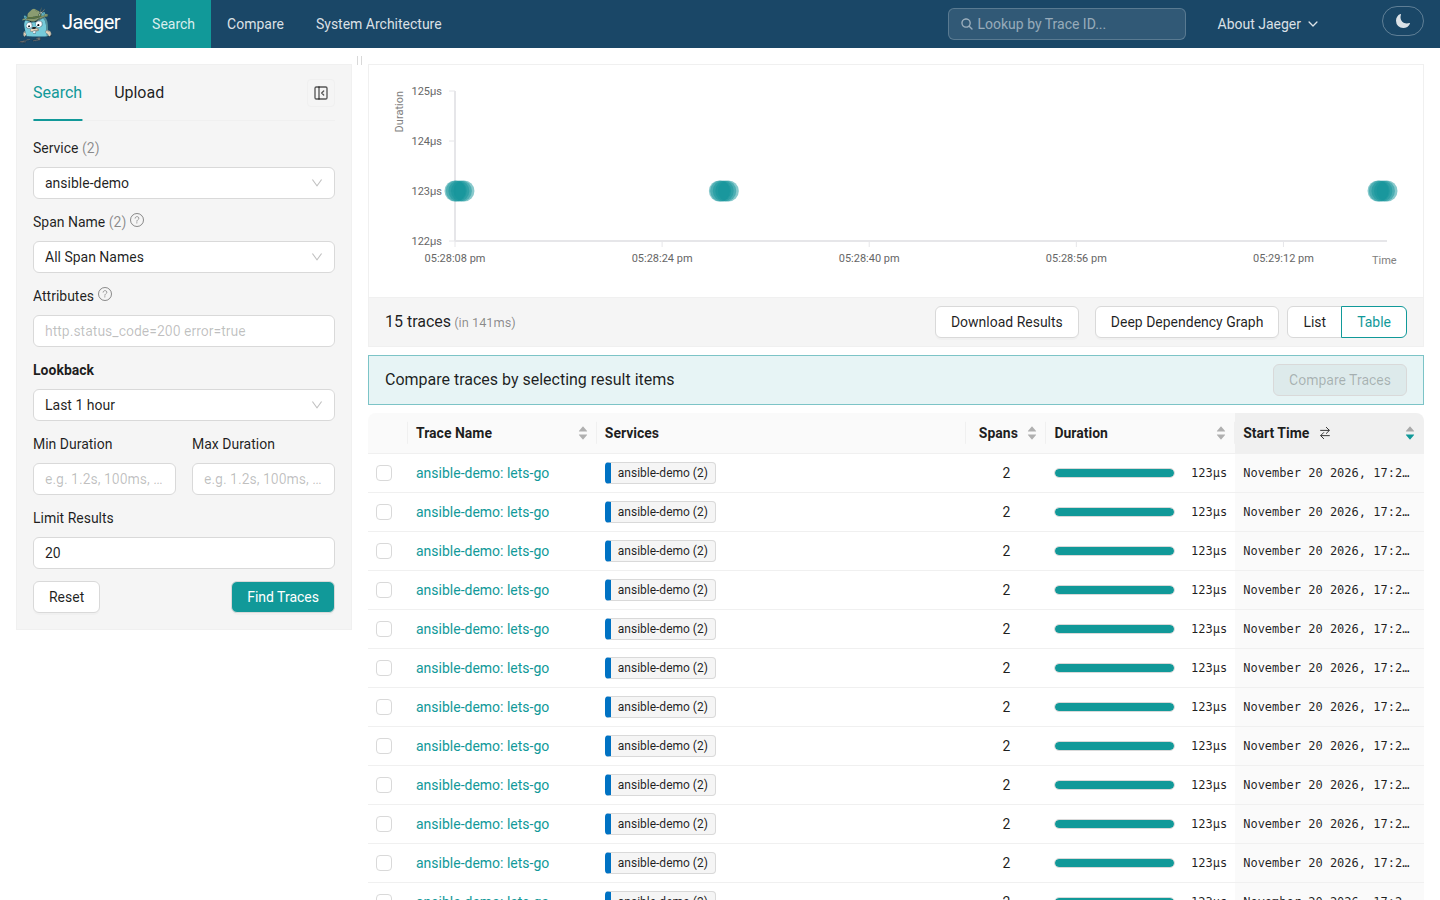 Jaeger
Search
Compare
System Architecture
Lookup by Trace ID...
About Jaeger
Search
Upload
Service (2)
ansible-demo
Span Name (2)
All Span Names
Attributes
http.status_code=200 error=true
Lookback
Last 1 hour
Min Duration
Max Duration
e.g. 1.2s, 100ms, ...
e.g. 1.2s, 100ms, ...
Limit Results
20
Reset
Find Traces
Duration
125μs
124μs
123μs
122μs
05:28:08 pm
05:28:24 pm
05:28:40 pm
05:28:56 pm
05:29:12 pm
Time
15 traces (in 141ms)
Download Results
Deep Dependency Graph
List
Table
Compare traces by selecting result items
Compare Traces
Trace Name Services Spans Duration Start Time
ansible-demo: lets-go ansible-demo (2) 2 123μs November 20 2026, 17:2…
ansible-demo: lets-go ansible-demo (2) 2 123μs November 20 2026, 17:2…
ansible-demo: lets-go ansible-demo (2) 2 123μs November 20 2026, 17:2…
ansible-demo: lets-go ansible-demo (2) 2 123μs November 20 2026, 17:2…
ansible-demo: lets-go ansible-demo (2) 2 123μs November 20 2026, 17:2…
ansible-demo: lets-go ansible-demo (2) 2 123μs November 20 2026, 17:2…
ansible-demo: lets-go ansible-demo (2) 2 123μs November 20 2026, 17:2…
ansible-demo: lets-go ansible-demo (2) 2 123μs November 20 2026, 17:2…
ansible-demo: lets-go ansible-demo (2) 2 123μs November 20 2026, 17:2…
ansible-demo: lets-go ansible-demo (2) 2 123μs November 20 2026, 17:2…
ansible-demo: lets-go ansible-demo (2) 2 123μs November 20 2026, 17:2…